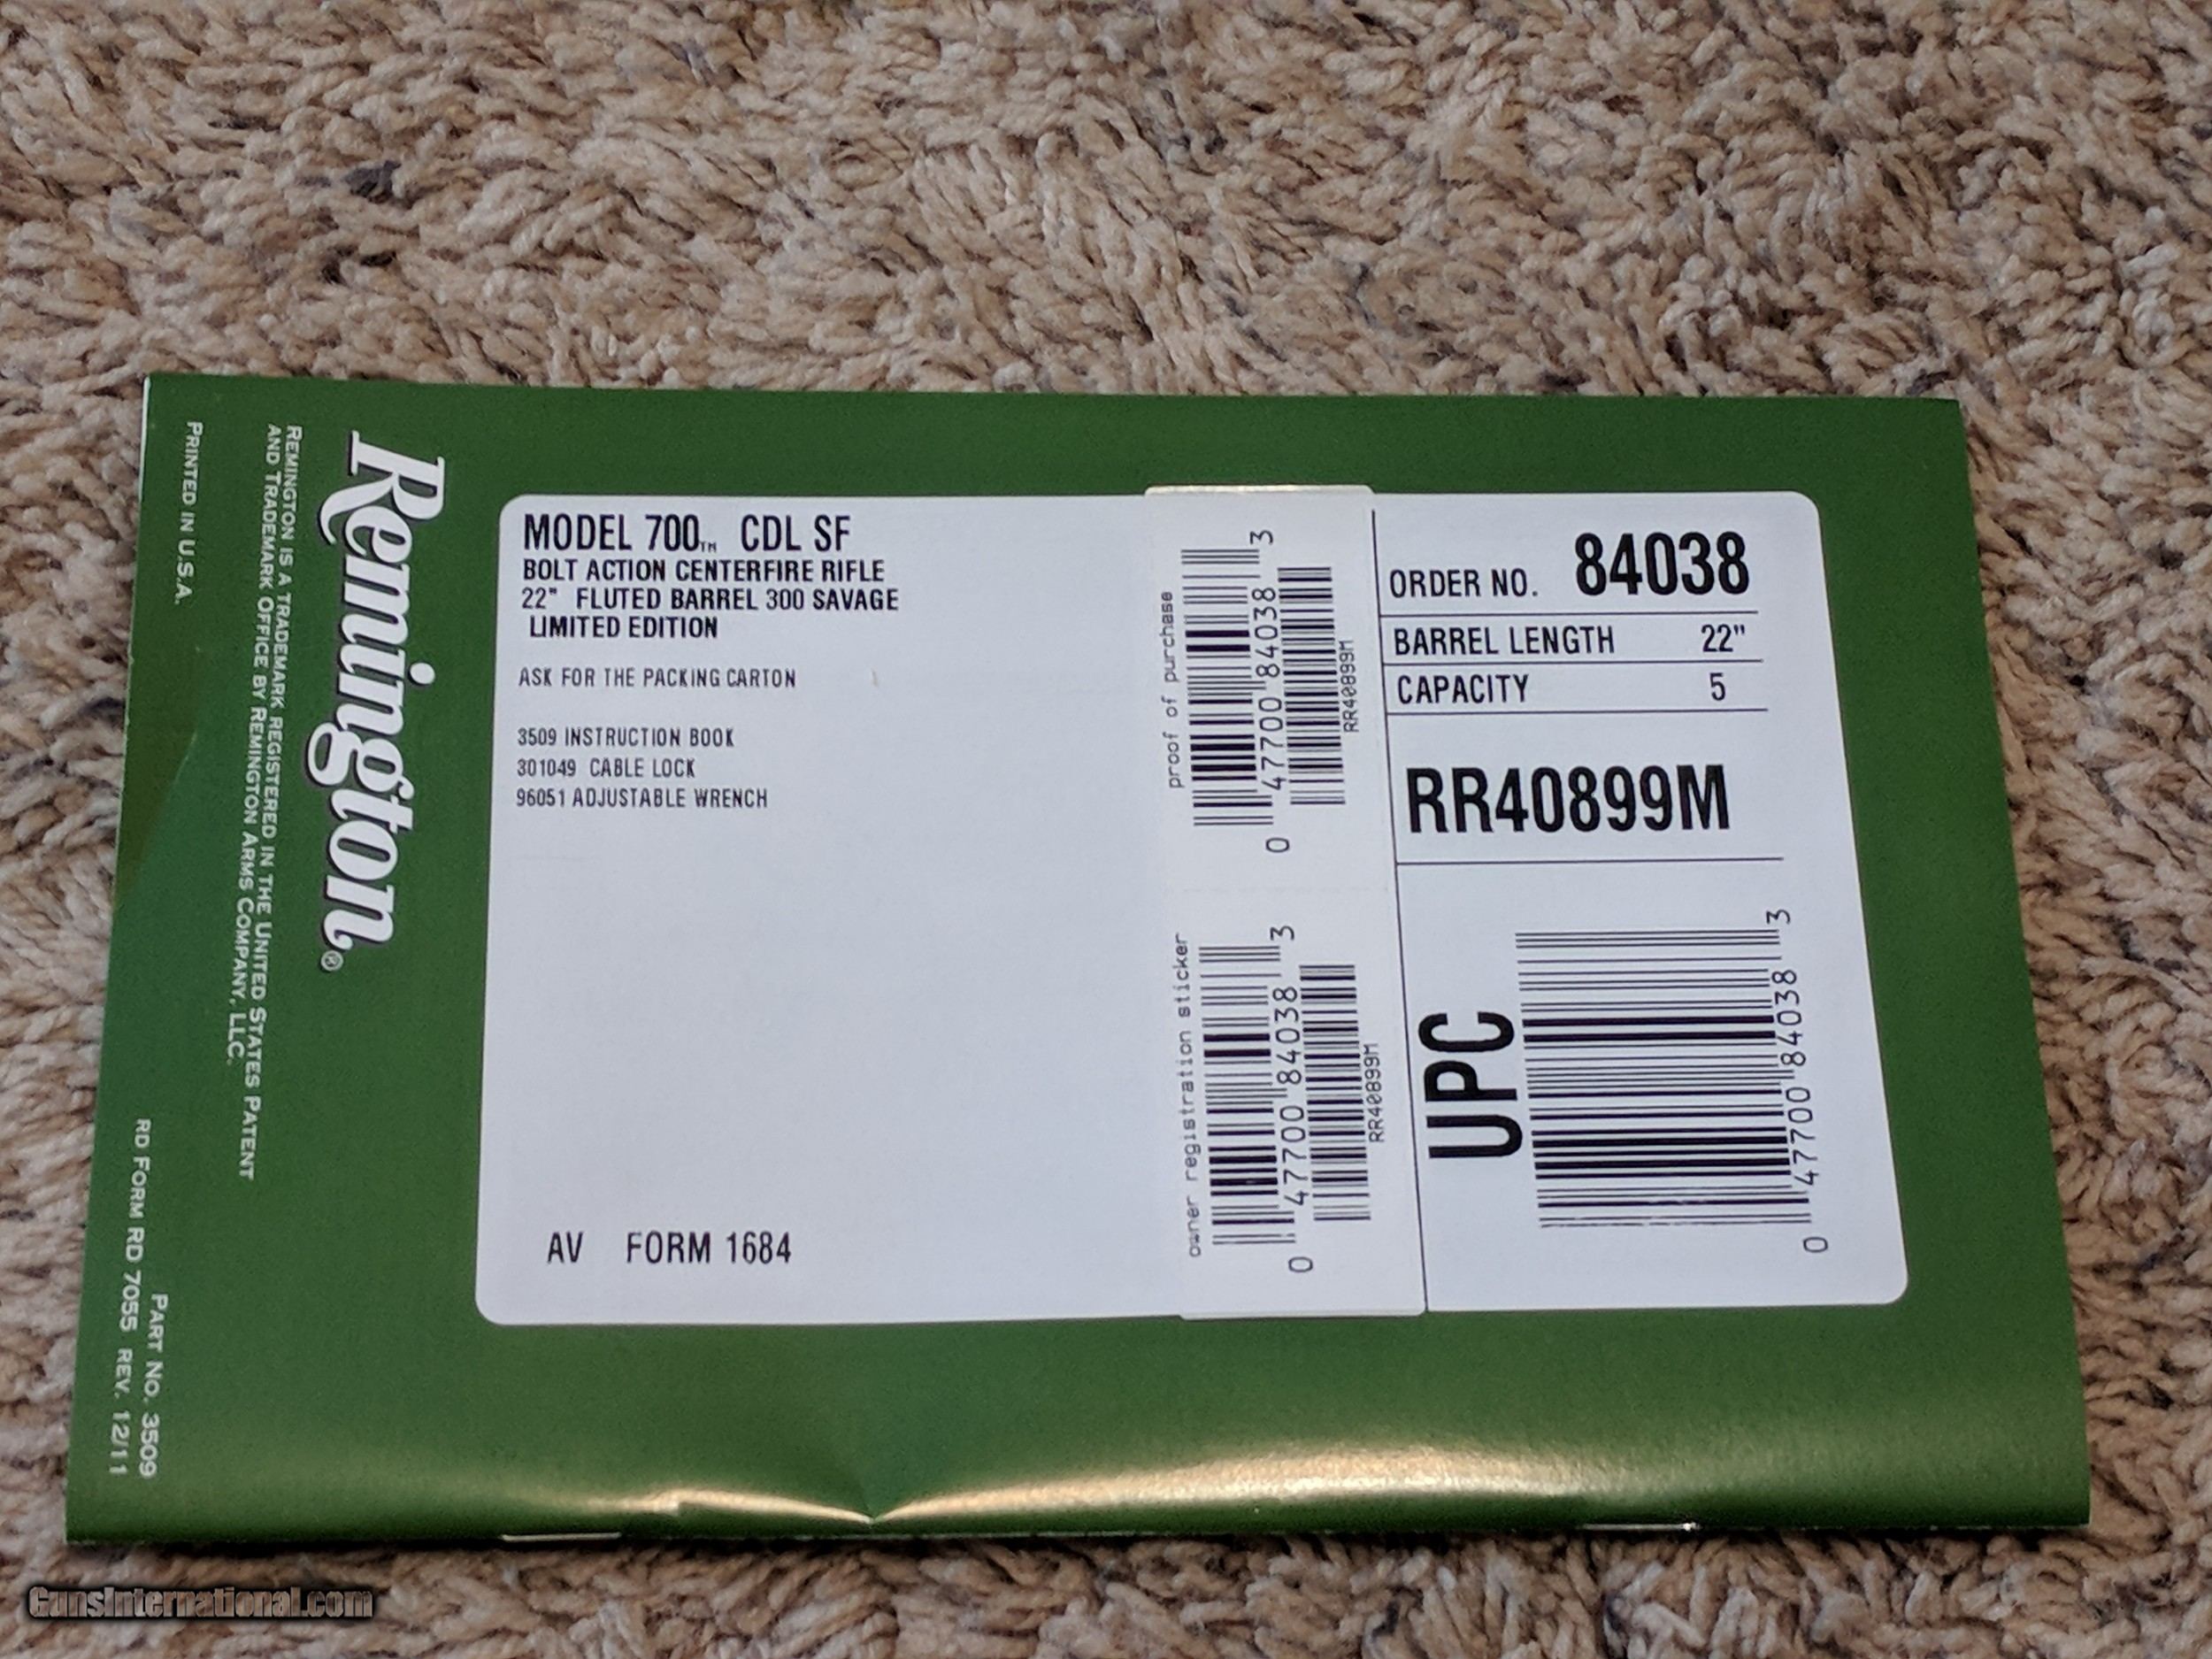 MODEL 700™ CDL SF
BOLT ACTION CENTERFIRE RIFLE
22" FLUTED BARREL 300 SAVAGE
LIMITED EDITION
ASK FOR THE PACKING CARTON
3509 INSTRUCTION BOOK
301049 CABLE LOCK
96051 ADJUSTABLE WRENCH
AV FORM 1684
proof of purchase
0 47700 84038 3
RR40899M
owner registration sticker
0 47700 84038 3
RR40899M
ORDER NO. 84038
BARREL LENGTH 22"
CAPACITY 5
RR40899M
UPC
0 47700 84038 3
Remington®
REMINGTON IS A TRADEMARK REGISTERED IN THE UNITED STATES PATENT
AND TRADEMARK OFFICE BY REMINGTON ARMS COMPANY, LLC.
PRINTED IN U.S.A.
PART NO. 3509
RD FORM RD 7055 REV. 12/11
GunsInternational.com